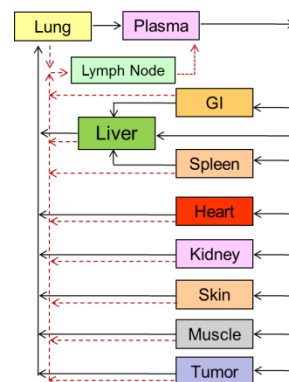 Lung
Plasma
Lymph Node
GI
Liver
Spleen
Heart
Kidney
Skin
Muscle
Tumor